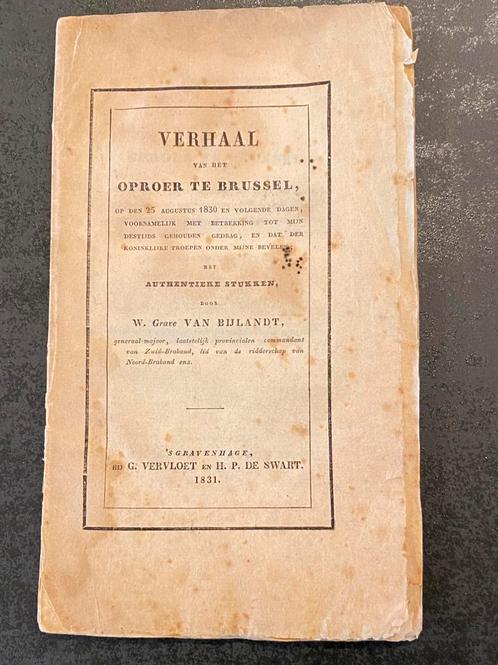 VERHAAL
VAN HET
OPROER TE BRUSSEL,
OP DEN 25 AUGUSTUS 1830 EN VOLGENDE DAGEN,
VOORNAMELIJK MET BETREKKING TOT MIJN
DESTIJDS GEHOUDEN GEDRAG, EN DAT DER
KONINKLIJKE TROEPEN ONDER MIJNE BEVELEN;
MET
AUTHENTIEKE STUKKEN,
DOOR
W. Grave VAN BIJLANDT,
generaal-majoor, laatstelijk provincialen commandant
van Zuid-Braband, lid van de ridderschap van
Noord-Braband enz.
'SGRAVENHAGE,
BIJ G. VERVLOET EN H. P. DE SWART.
1831.